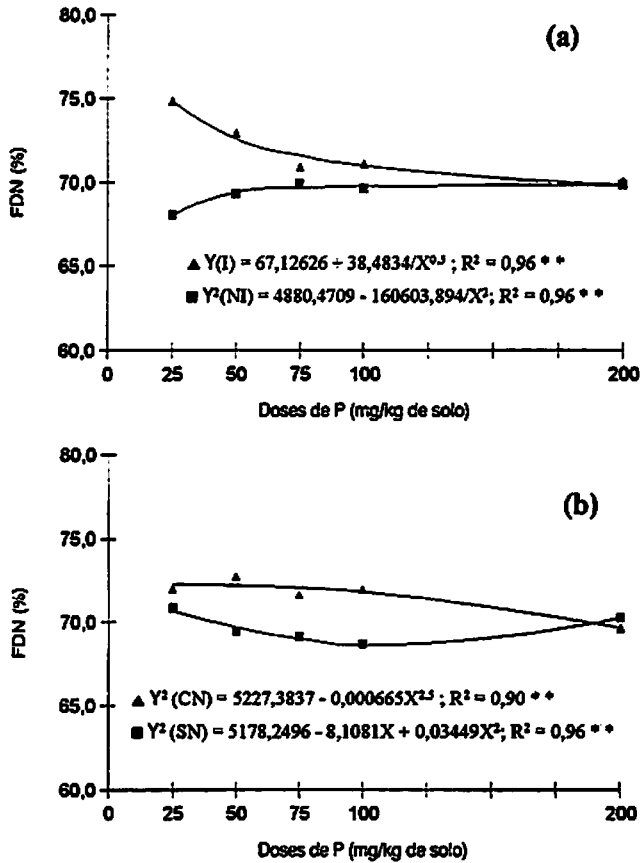 80,0
(a)
75,0
70,0
65,0
60,0
FDN (%)
▲ Y(I) = 67,12626 + 38,4834/X^0,5 ; R² = 0,96 * *
■ Y²(NI) = 4880,4709 - 160603,894/X²; R² = 0,96 * *
0 25 50 75 100 200
Doses de P (mg/kg de solo)
80,0
(b)
75,0
70,0
65,0
60,0
FDN (%)
▲ Y² (CN) = 5227,3837 - 0,000665X^2,5 ; R² = 0,90 * *
■ Y² (SN) = 5178,2496 - 8,1081X + 0,03449X²; R² = 0,96 * *
0 25 50 75 100 200
Doses de P (mg/kg de solo)